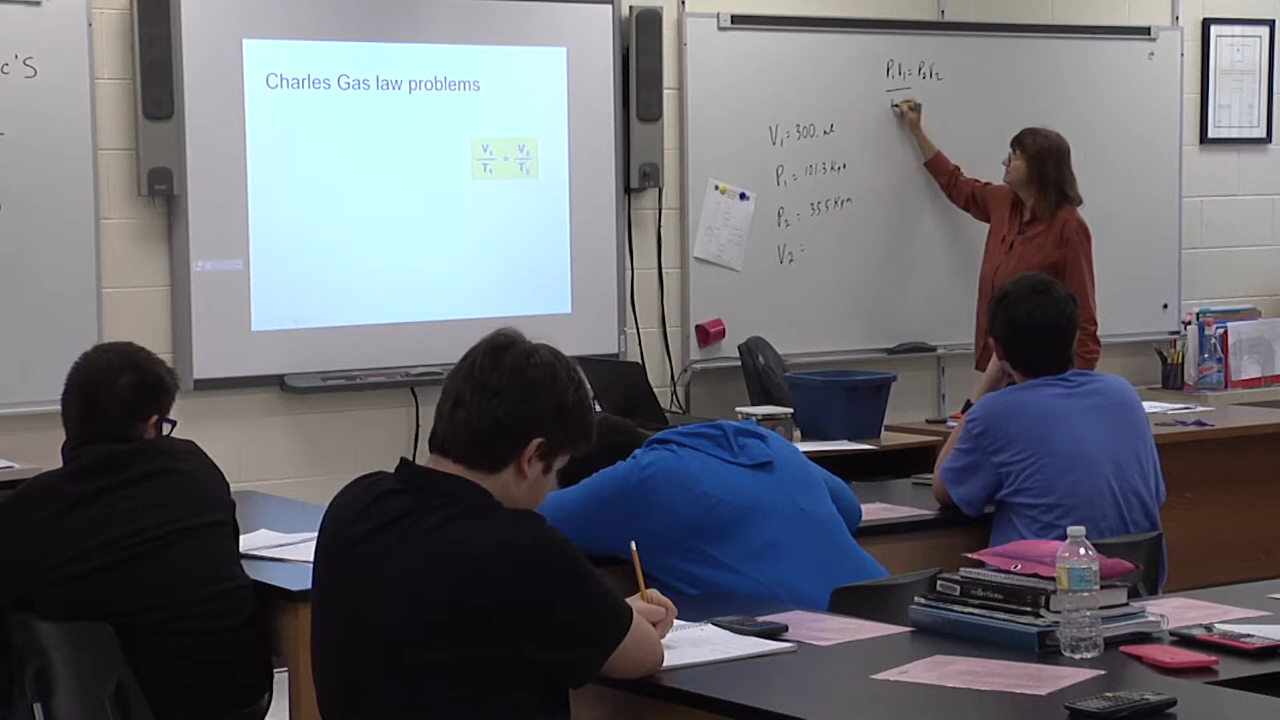 c's
Charles Gas law problems
V₁ = V₂
T₁ T₂
P₁V₁ = P₂V₂
V₁ = 300. ml
P₁ = 101.3 Kpa
P₂ = 35.5 Kpa
V₂ =
collections